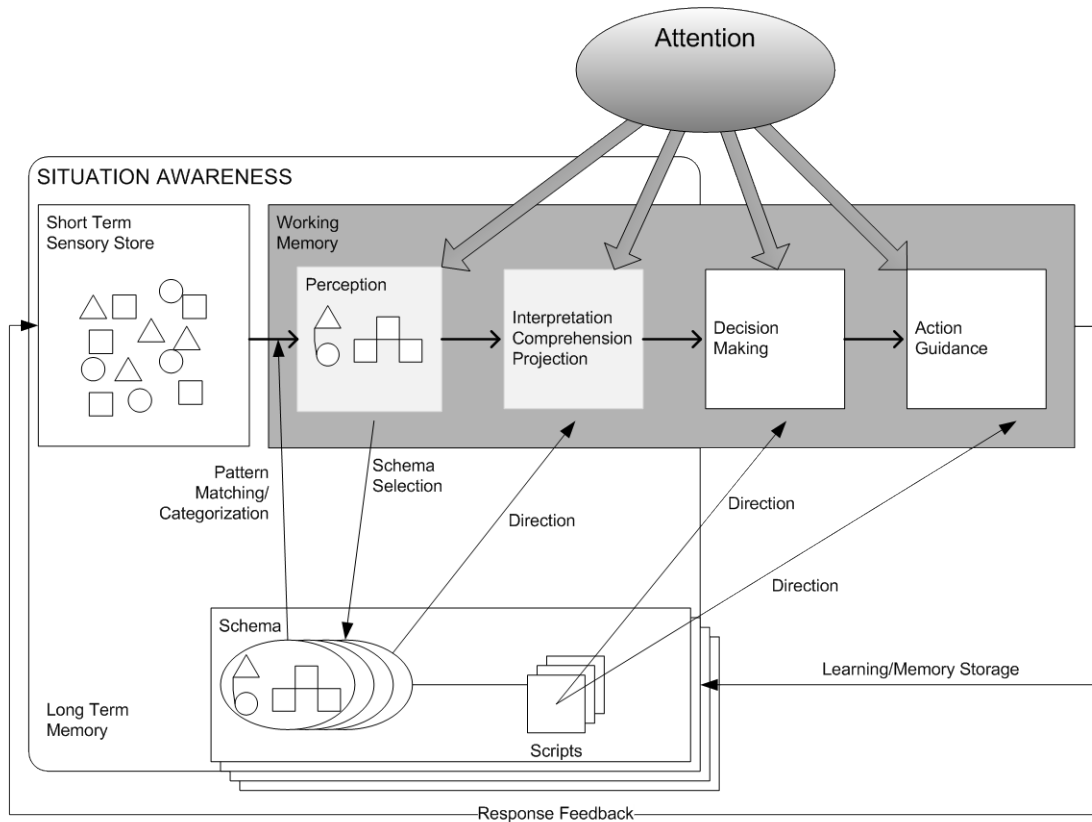 Attention
SITUATION AWARENESS
Short Term
Sensory Store
Working
Memory
Perception
Interpretation
Comprehension
Projection
Decision
Making
Action
Guidance
Pattern
Matching/
Categorization
Schema
Selection
Direction
Direction
Direction
Schema
Learning/Memory Storage
Long Term
Memory
Scripts
Response Feedback